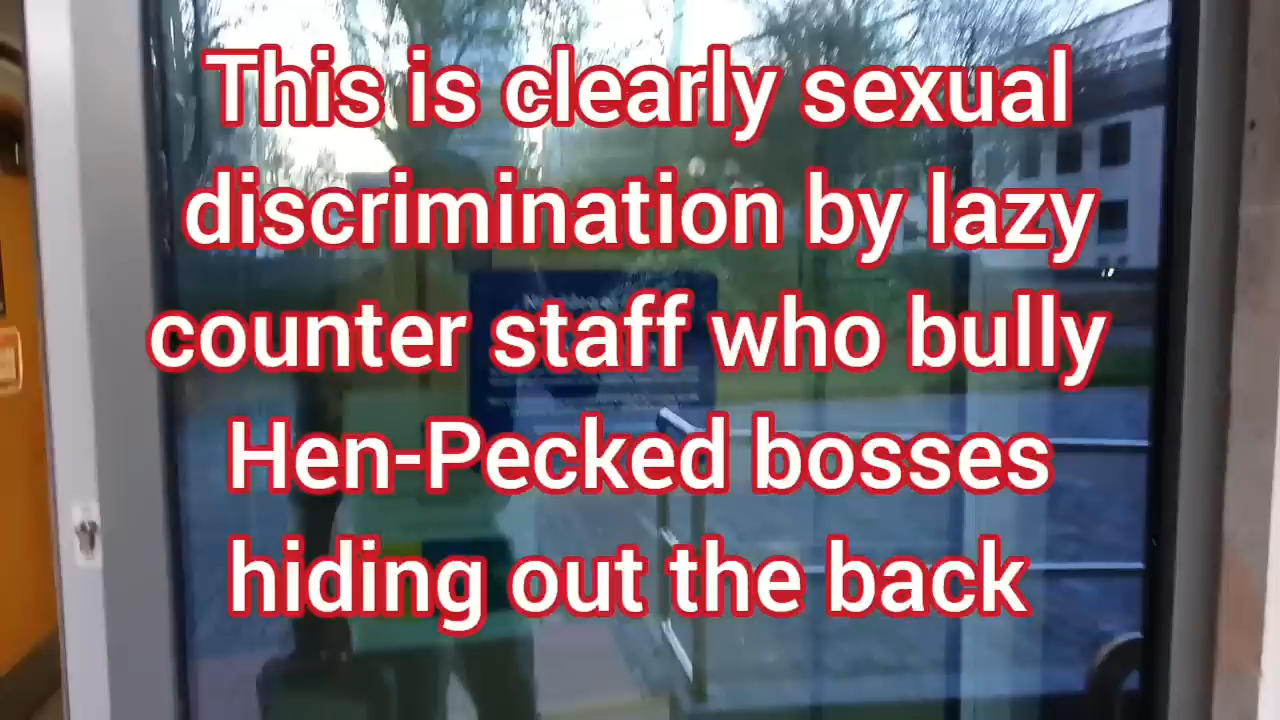 This is clearly sexual
discrimination by lazy
counter staff who bully
Hen-Pecked bosses
hiding out the back